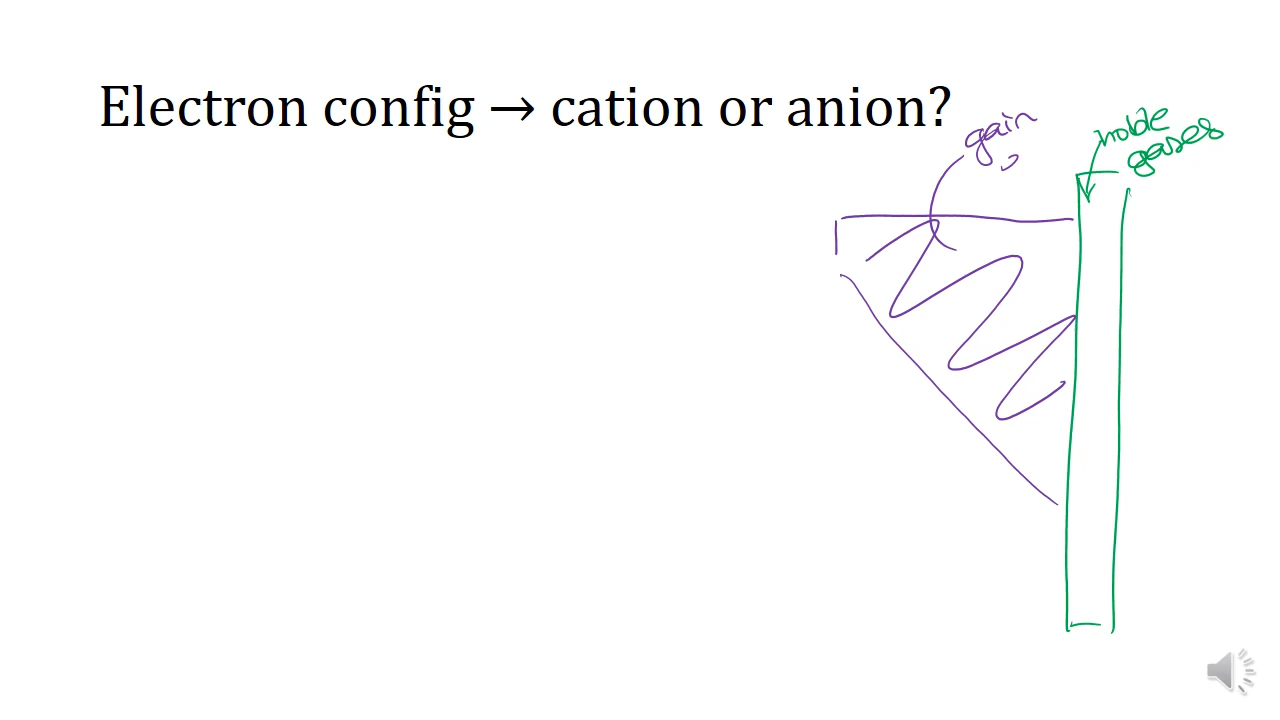 Electron config → cation or anion?
gain
noble
gases